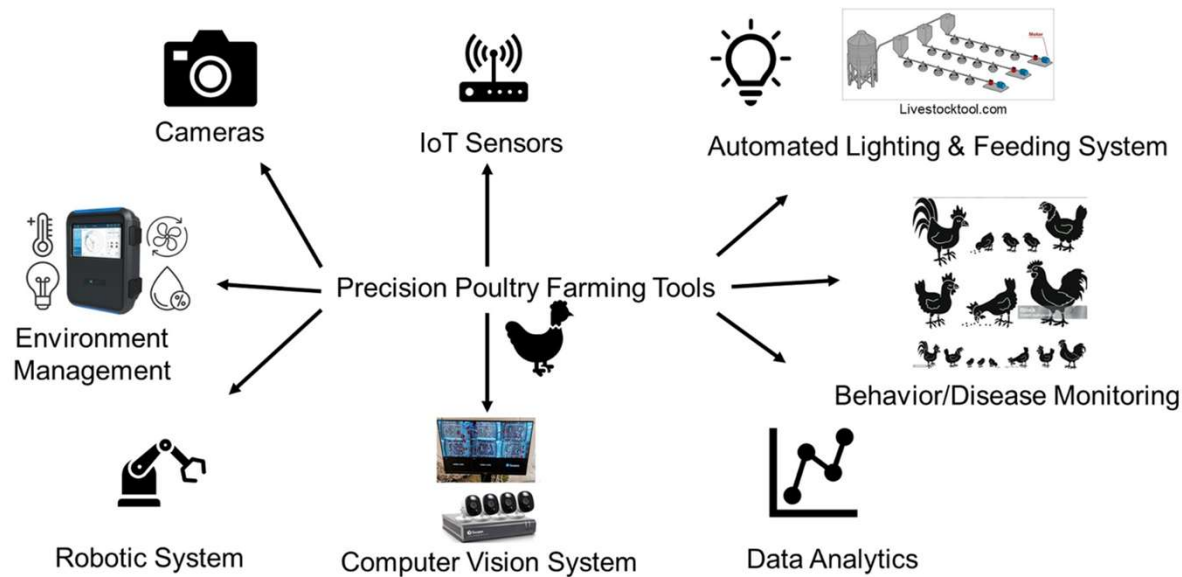 Motor
Livestocktool.com
Cameras
IoT Sensors
Automated Lighting & Feeding System
+
Precision Poultry Farming Tools
%
Environment
Management
Behavior/Disease Monitoring
Robotic System
Computer Vision System
Data Analytics